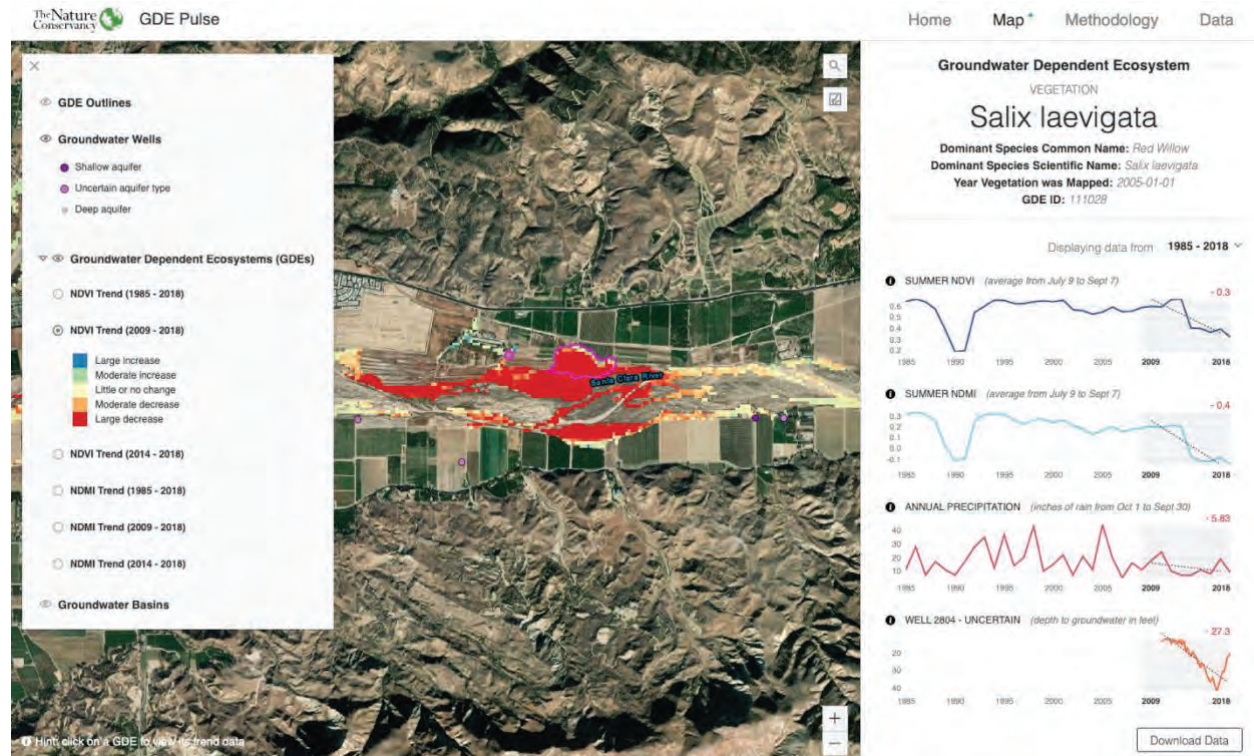 The Nature
Conservancy
GDE Pulse
Home
Map
Methodology
Data
GDE Outlines
Groundwater Wells
Shallow aquifer
Uncertain aquifer type
Deep aquifer
Groundwater Dependent Ecosystems (GDEs)
NDVI Trend (1985 - 2018)
NDVI Trend (2009 - 2018)
Large increase
Moderate increase
Little or no change
Moderate decrease
Large decrease
NDVI Trend (2014 - 2018)
NDMI Trend (1985 - 2018)
NDMI Trend (2009 - 2018)
NDMI Trend (2014 - 2018)
Groundwater Basins
Hint: click on a GDE to view its trend data
Santa Clara River
Groundwater Dependent Ecosystem
VEGETATION
Salix laevigata
Dominant Species Common Name: Red Willow
Dominant Species Scientific Name: Salix laevigata
Year Vegetation was Mapped: 2005-01-01
GDE ID: 111028
Displaying data from 1985 - 2018
SUMMER NDVI (average from July 9 to Sept 7)
- 0.3
0.6
0.5
0.4
0.3
0.2
1985 1990 1995 2000 2005 2009 2018
SUMMER NDMI (average from July 9 to Sept 7)
- 0.4
0.3
0.2
0.1
0.0
-0.1
1985 1990 1995 2000 2005 2009 2018
ANNUAL PRECIPITATION (inches of rain from Oct 1 to Sept 30)
- 5.83
40
30
20
10
1985 1990 1995 2000 2005 2009 2018
WELL 2804 - UNCERTAIN (depth to groundwater in feet)
- 27.3
20
30
40
1985 1990 1995 2000 2005 2009 2018
Download Data